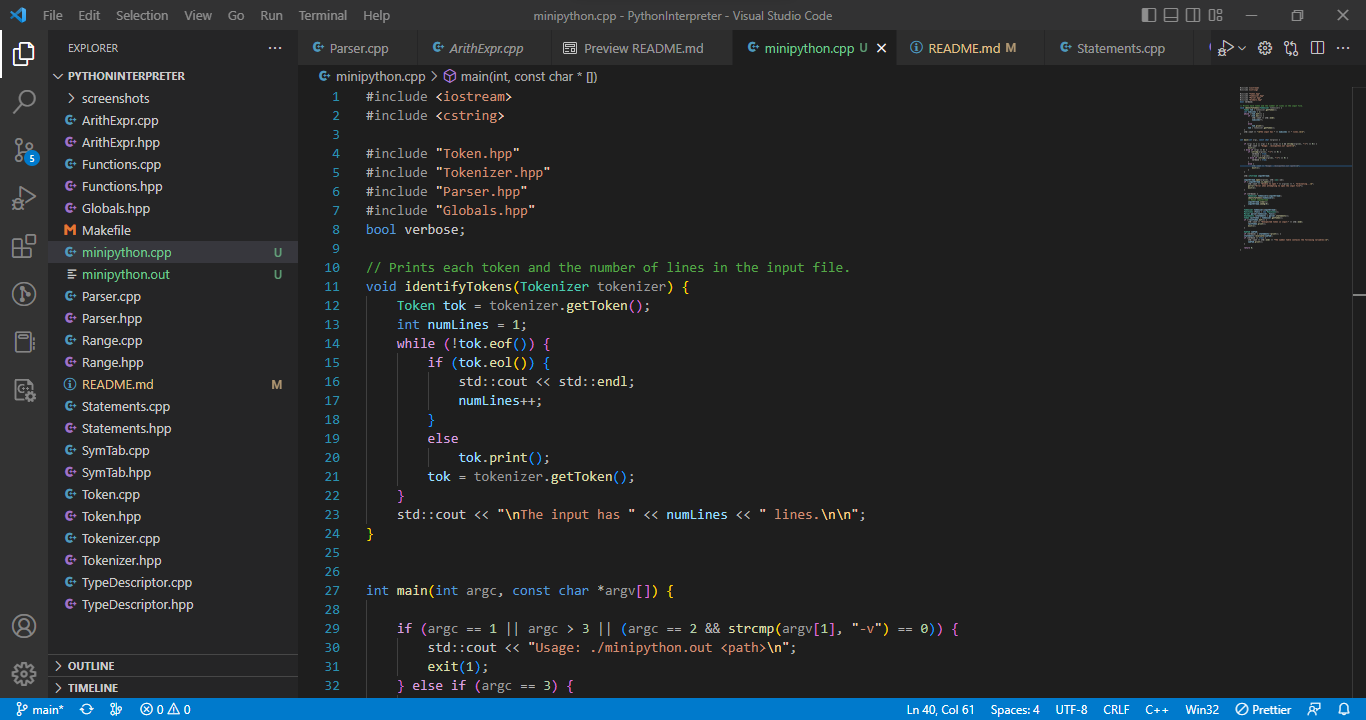 File Edit Selection View Go Run Terminal Help minipython.cpp - PythonInterpreter - Visual Studio Code
EXPLORER
PYTHONINTERPRETER
screenshots
ArithExpr.cpp
ArithExpr.hpp
Functions.cpp
Functions.hpp
Globals.hpp
Makefile
minipython.cpp U
minipython.out U
Parser.cpp
Parser.hpp
Range.cpp
Range.hpp
README.md M
Statements.cpp
Statements.hpp
SymTab.cpp
SymTab.hpp
Token.cpp
Token.hpp
Tokenizer.cpp
Tokenizer.hpp
TypeDescriptor.cpp
TypeDescriptor.hpp
OUTLINE
TIMELINE
5
Parser.cpp ArithExpr.cpp Preview README.md minipython.cpp U README.md M Statements.cpp
minipython.cpp > main(int, const char * [])
1 #include <iostream>
2 #include <cstring>
3
4 #include "Token.hpp"
5 #include "Tokenizer.hpp"
6 #include "Parser.hpp"
7 #include "Globals.hpp"
8 bool verbose;
9
10 // Prints each token and the number of lines in the input file.
11 void identifyTokens(Tokenizer tokenizer) {
12 Token tok = tokenizer.getToken();
13 int numLines = 1;
14 while (!tok.eof()) {
15 if (tok.eol()) {
16 std::cout << std::endl;
17 numLines++;
18 }
19 else
20 tok.print();
21 tok = tokenizer.getToken();
22 }
23 std::cout << "\nThe input has " << numLines << " lines.\n\n";
24 }
25
26
27 int main(int argc, const char *argv[]) {
28
29 if (argc == 1 || argc > 3 || (argc == 2 && strcmp(argv[1], "-v") == 0)) {
30 std::cout << "Usage: ./minipython.out <path>\n";
31 exit(1);
32 } else if (argc == 3) {
main* 0 0 Ln 40, Col 61 Spaces: 4 UTF-8 CRLF C++ Win32 Prettier